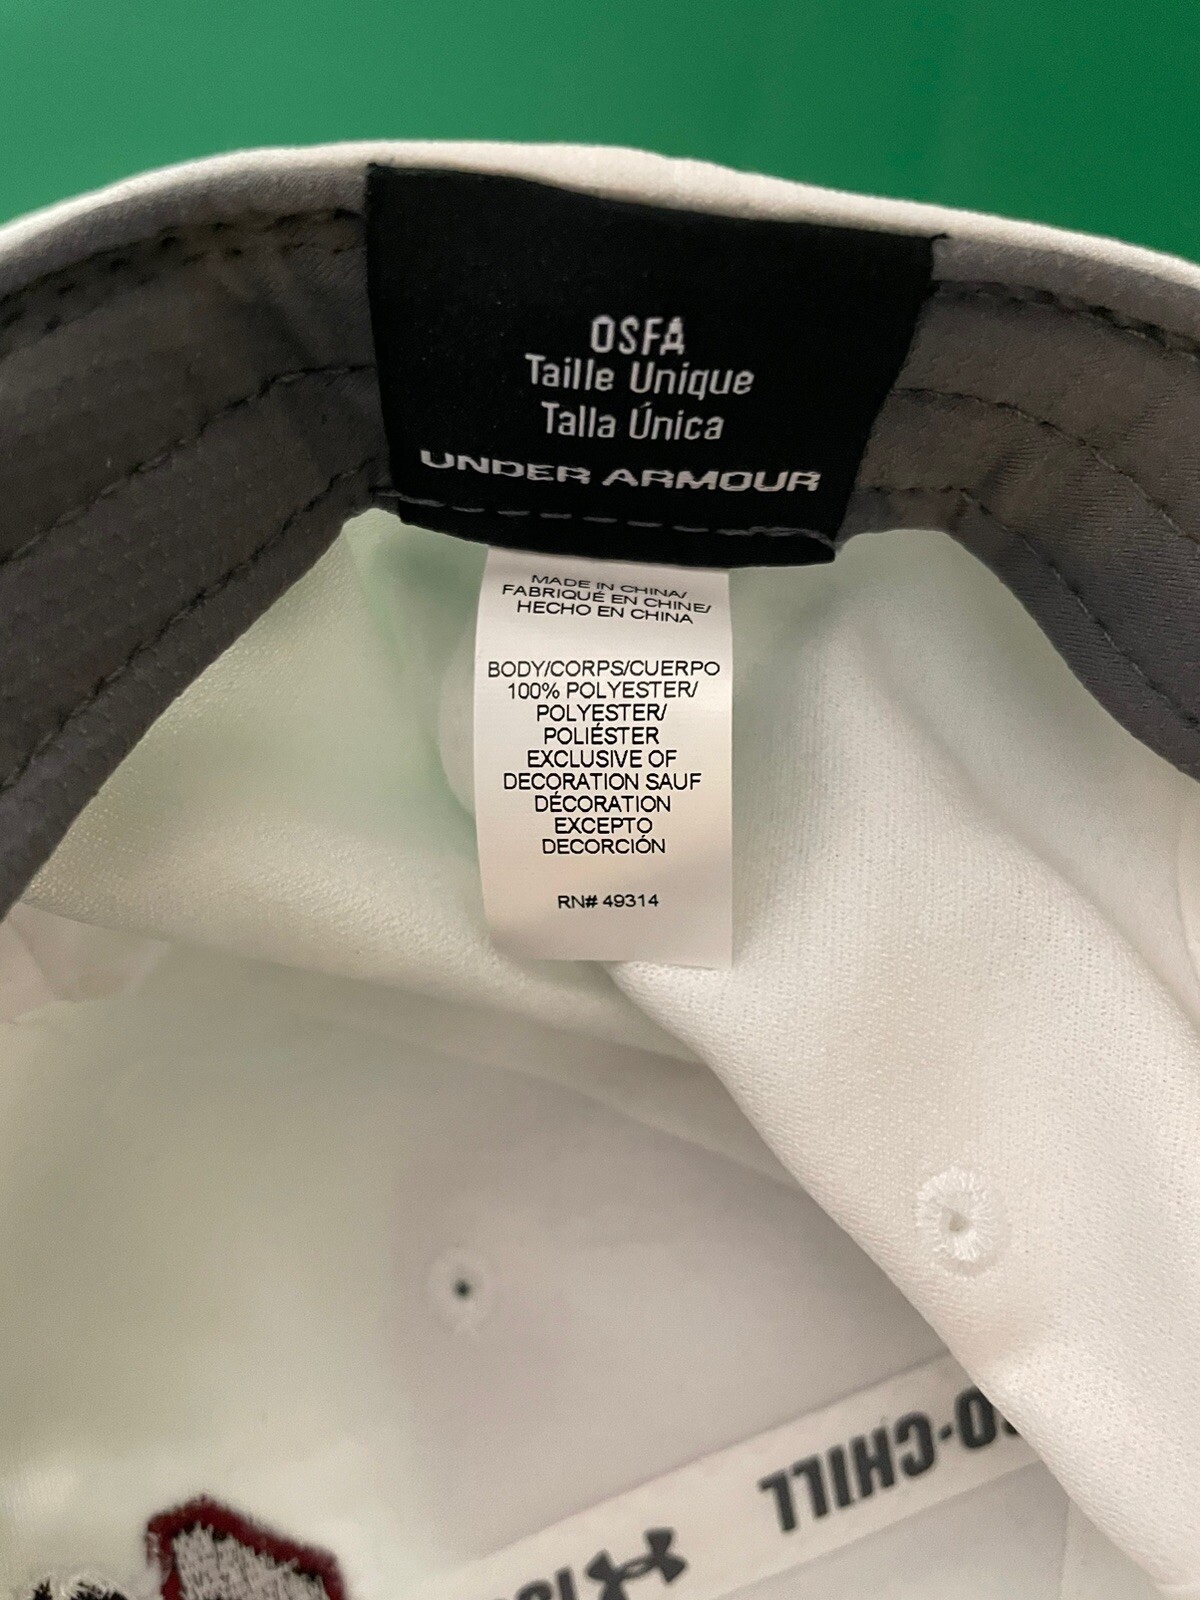 OSFA
Taille Unique
Talla Única
UNDER ARMOUR
MADE IN CHINA/
FABRIQUÉ EN CHINE/
HECHO EN CHINA
BODY/CORPS/CUERPO
100% POLYESTER/
POLYESTER/
POLIÉSTER
EXCLUSIVE OF
DECORATION SAUF
DÉCORATION
EXCEPTO
DECORCIÓN
RN# 49314
CHILL